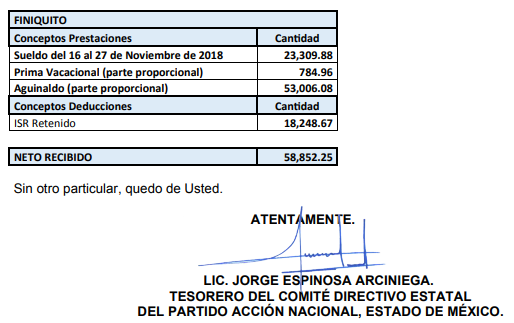 FINIQUITO
Conceptos Prestaciones Cantidad
Sueldo del 16 al 27 de Noviembre de 2018 23,309.88
Prima Vacacional (parte proporcional) 784.96
Aguinaldo (parte proporcional) 53,006.08
Conceptos Deducciones Cantidad
ISR Retenido 18,248.67
NETO RECIBIDO 58,852.25
Sin otro particular, quedo de Usted.
ATENTAMENTE.
LIC. JORGE ESPINOSA ARCINIEGA.
TESORERO DEL COMITÉ DIRECTIVO ESTATAL
DEL PARTIDO ACCIÓN NACIONAL, ESTADO DE MÉXICO.